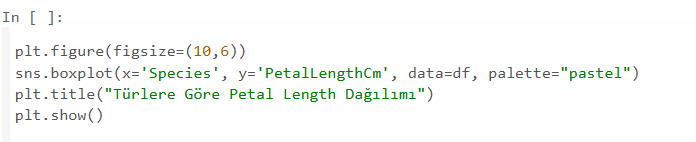 In [ ]:
plt.figure(figsize=(10,6))
sns.boxplot(x='Species', y='PetalLengthCm', data=df, palette="pastel")
plt.title("Türlere Göre Petal Length Dağılımı")
plt.show()